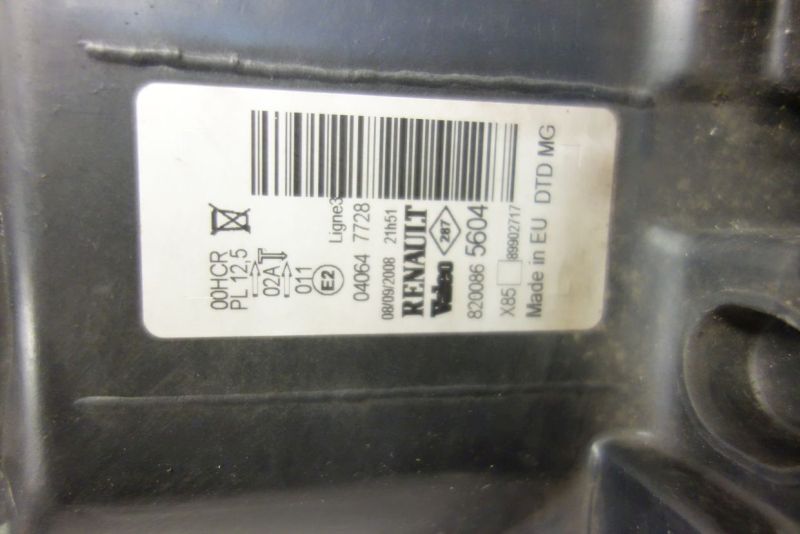 00HCR
PL 12,5
02A
011
E2
Ligne3
04064 7728
08/09/2008 21h51
RENAULT
Valeo 287
820086 5604
X85 89902717
Made in EU DTD MG